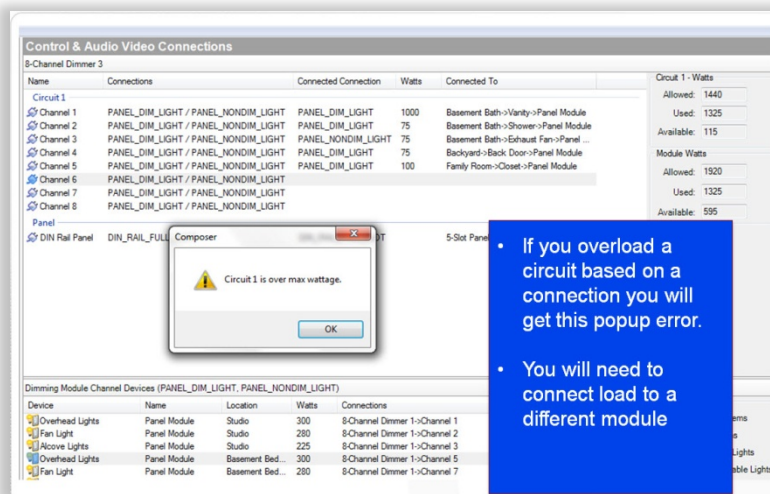 Control & Audio Video Connections
8-Channel Dimmer 3
Name Connections Connected Connection Watts Connected To
Circuit 1
Channel 1 PANEL_DIM_LIGHT / PANEL_NONDIM_LIGHT PANEL_DIM_LIGHT 1000 Basement Bath->Vanity->Panel Module
Channel 2 PANEL_DIM_LIGHT / PANEL_NONDIM_LIGHT PANEL_DIM_LIGHT 75 Basement Bath->Shower->Panel Module
Channel 3 PANEL_DIM_LIGHT / PANEL_NONDIM_LIGHT PANEL_NONDIM_LIGHT 75 Basement Bath->Exhaust Fan->Panel ...
Channel 4 PANEL_DIM_LIGHT / PANEL_NONDIM_LIGHT PANEL_DIM_LIGHT 75 Backyard->Back Door->Panel Module
Channel 5 PANEL_DIM_LIGHT / PANEL_NONDIM_LIGHT PANEL_DIM_LIGHT 100 Family Room->Closet->Panel Module
Channel 6 PANEL_DIM_LIGHT / PANEL_NONDIM_LIGHT
Channel 7 PANEL_DIM_LIGHT / PANEL_NONDIM_LIGHT
Channel 8 PANEL_DIM_LIGHT / PANEL_NONDIM_LIGHT
Panel
DIN Rail Panel DIN_RAIL_FULL 5-Slot Pane
Circuit 1 - Watts
Allowed: 1440
Used: 1325
Available: 115
Module Watts
Allowed: 1920
Used: 1325
Available: 595
Composer
Circuit 1 is over max wattage.
OK
• If you overload a
circuit based on a
connection you will
get this popup error.
• You will need to
connect load to a
different module
Dimming Module Channel Devices (PANEL_DIM_LIGHT, PANEL_NONDIM_LIGHT)
Device Name Location Watts Connections
Overhead Lights Panel Module Studio 300 8-Channel Dimmer 1->Channel 1
Fan Light Panel Module Studio 280 8-Channel Dimmer 1->Channel 2
Alcove Lights Panel Module Studio 225 8-Channel Dimmer 1->Channel 3
Overhead Lights Panel Module Basement Bed... 300 8-Channel Dimmer 1->Channel 5
Fan Light Panel Module Basement Bed... 280 8-Channel Dimmer 1->Channel 7
ems
s
Lights
able Lights